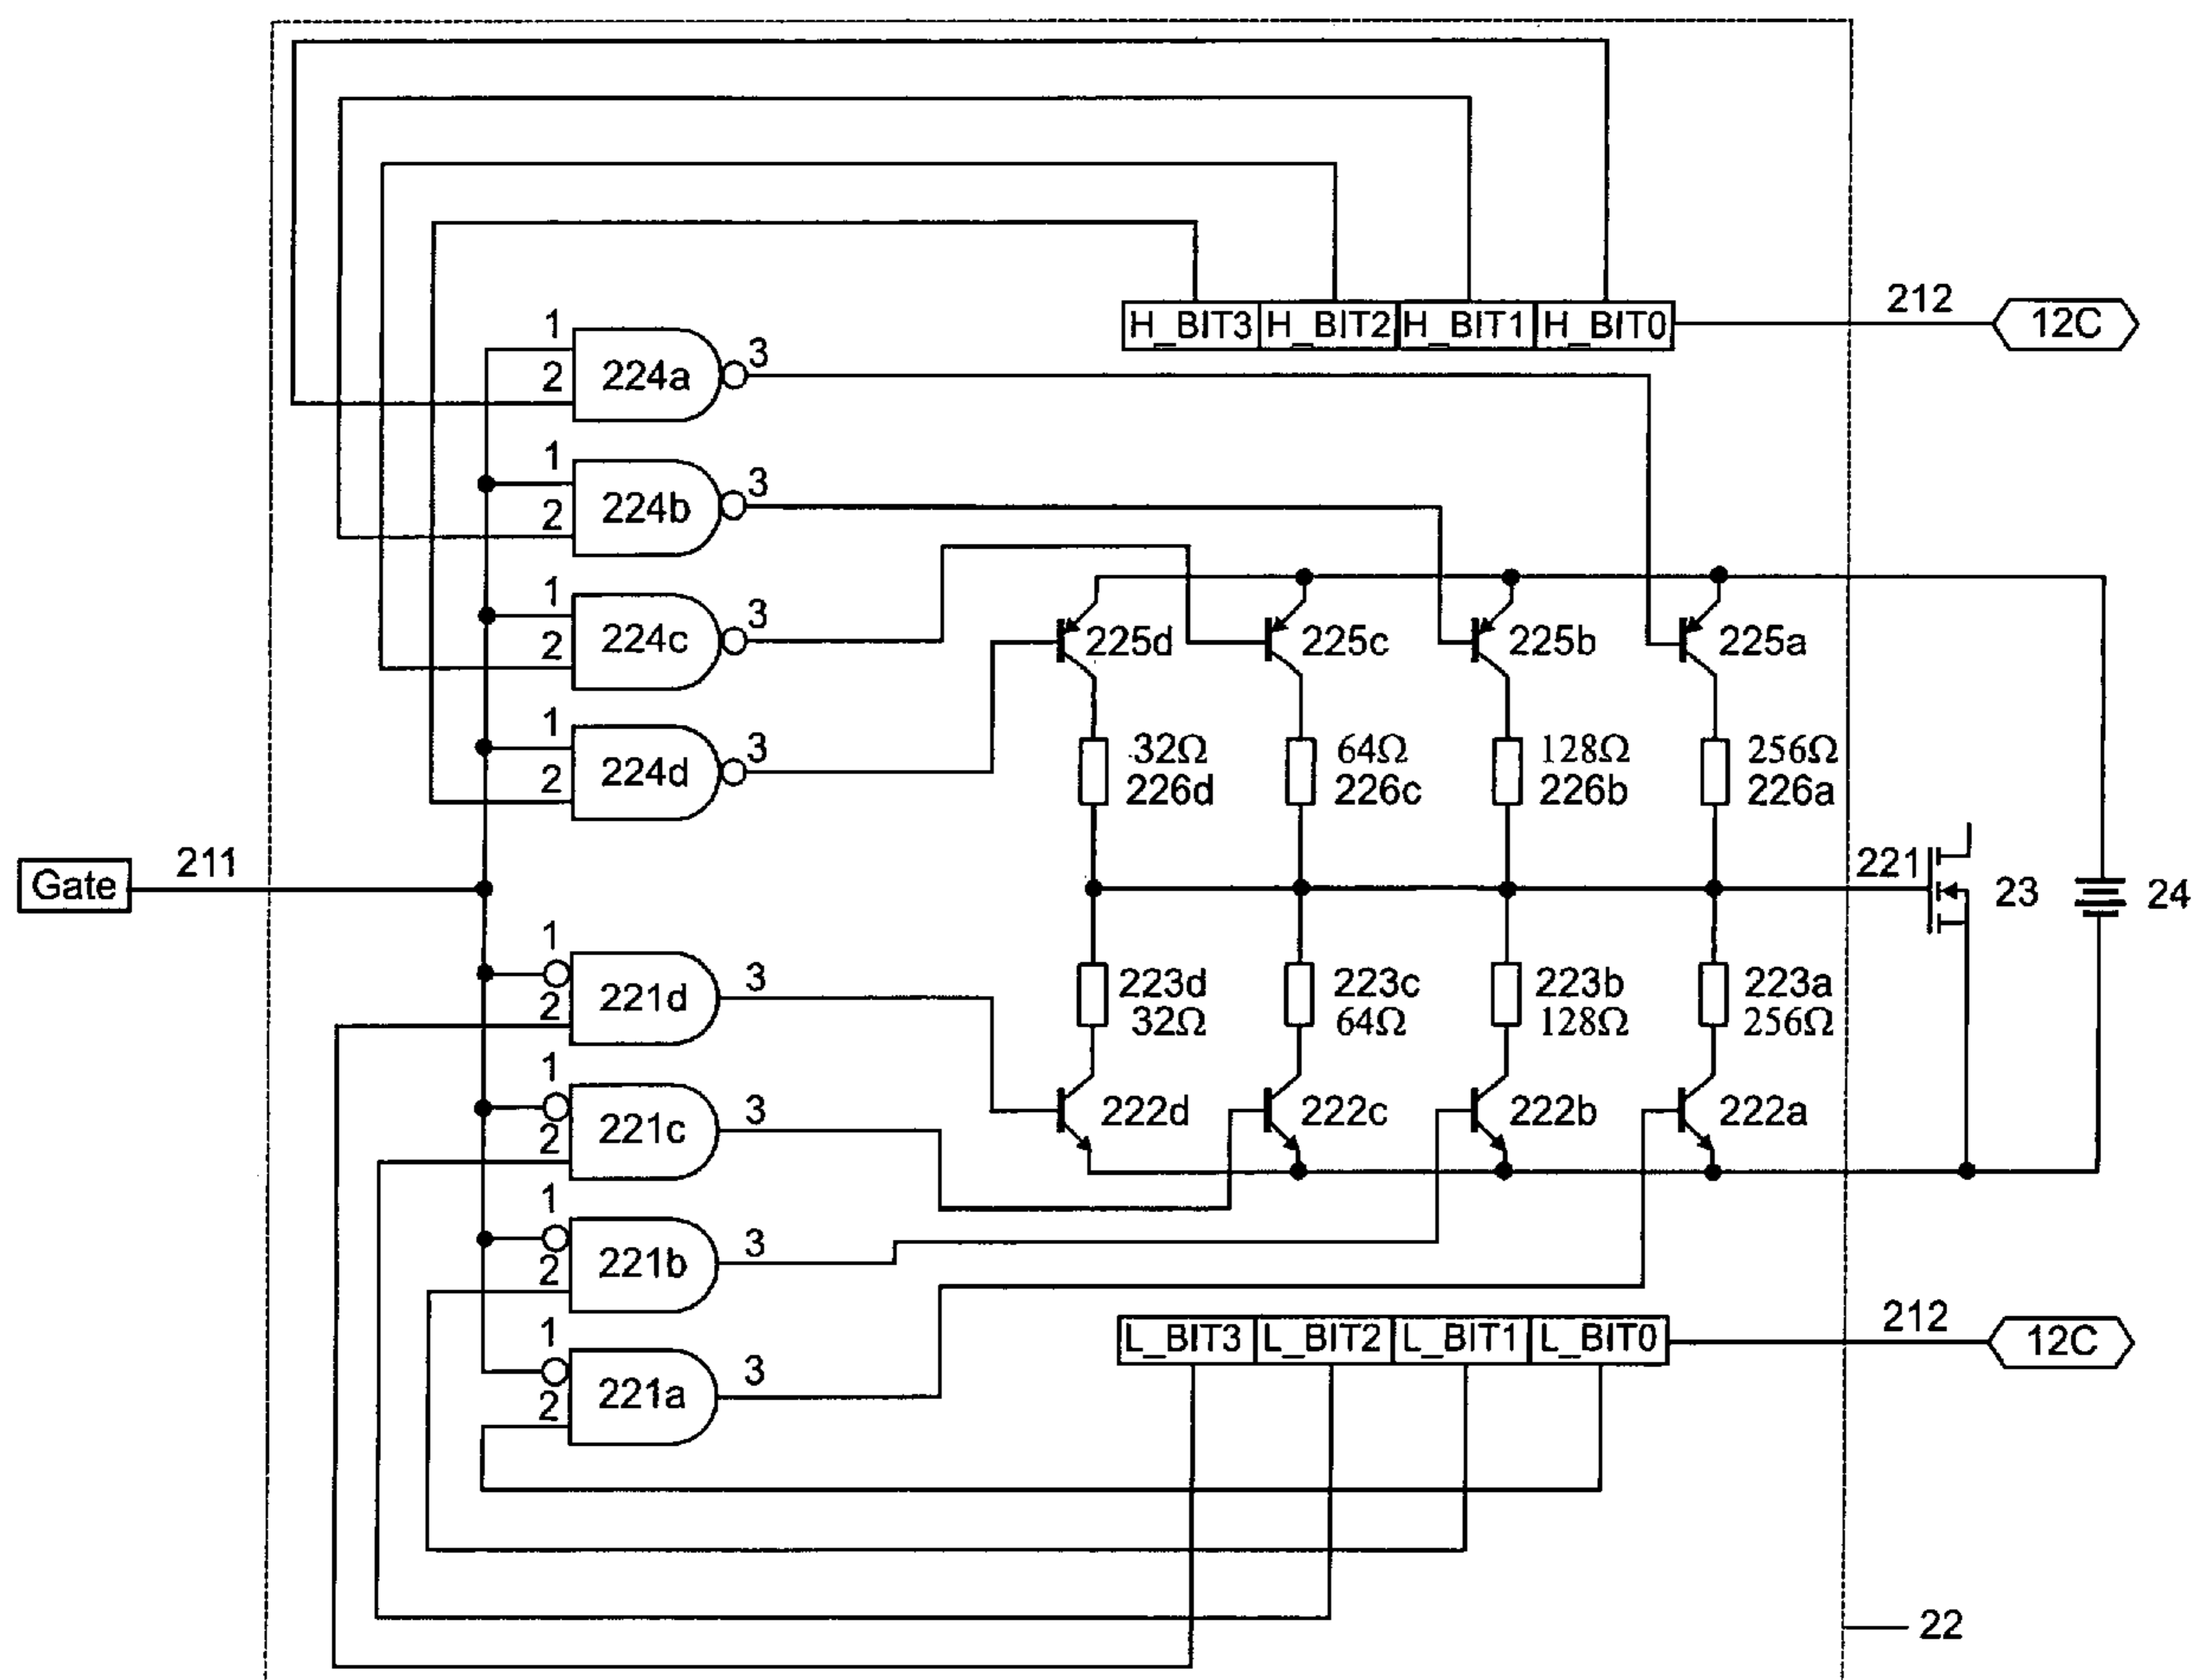 H_BIT3 H_BIT2 H_BIT1 H_BIT0
212
12C
1
2
224a
3
1
2
224b
3
1
2
224c
3
1
2
224d
3
225d
225c
225b
225a
32Ω
226d
64Ω
226c
128Ω
226b
256Ω
226a
Gate
211
221
23
24
1
2
221d
3
1
2
221c
3
1
2
221b
3
1
2
221a
3
223d
32Ω
223c
64Ω
223b
128Ω
223a
256Ω
222d
222c
222b
222a
L_BIT3 L_BIT2 L_BIT1 L_BIT0
212
12C
22